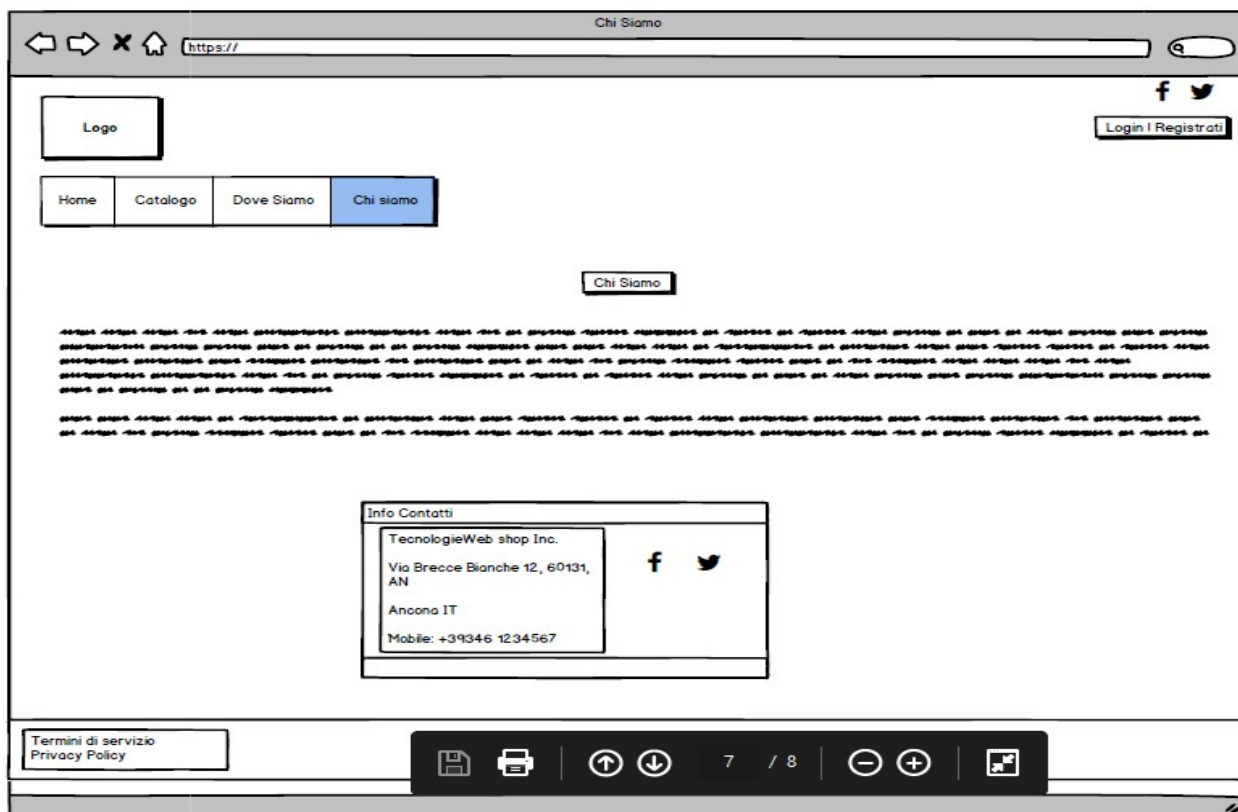 Chi Siamo
https://
Logo
Login | Registrati
Home Catalogo Dove Siamo Chi siamo
Chi Siamo
Info Contatti
TecnologieWeb shop Inc.
Via Brecce Bianche 12, 60131,
AN
Ancona IT
Mobile: +39346 1234567
Termini di servizio
Privacy Policy
7 / 8